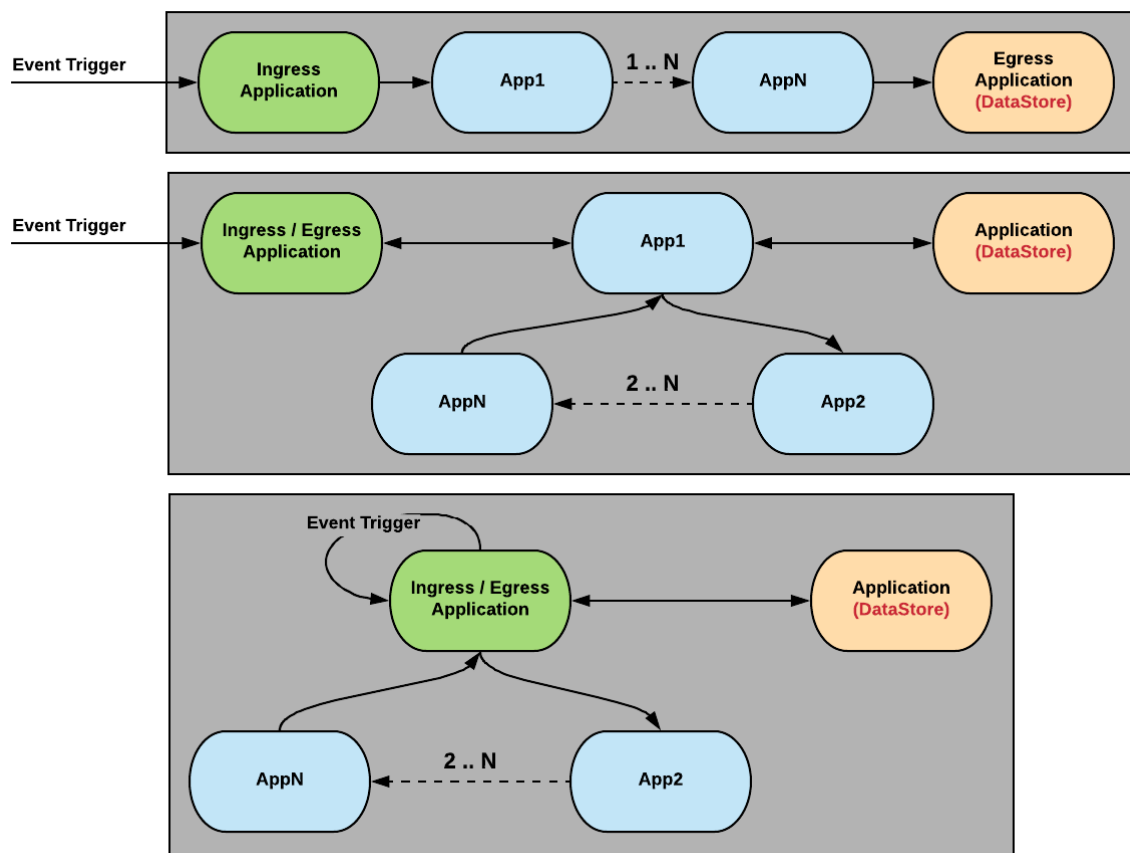 Event Trigger
Ingress
Application
App1
1 .. N
AppN
Egress
Application
(DataStore)
Event Trigger
Ingress / Egress
Application
App1
Application
(DataStore)
AppN
2 .. N
App2
Event Trigger
Ingress / Egress
Application
Application
(DataStore)
AppN
2 .. N
App2